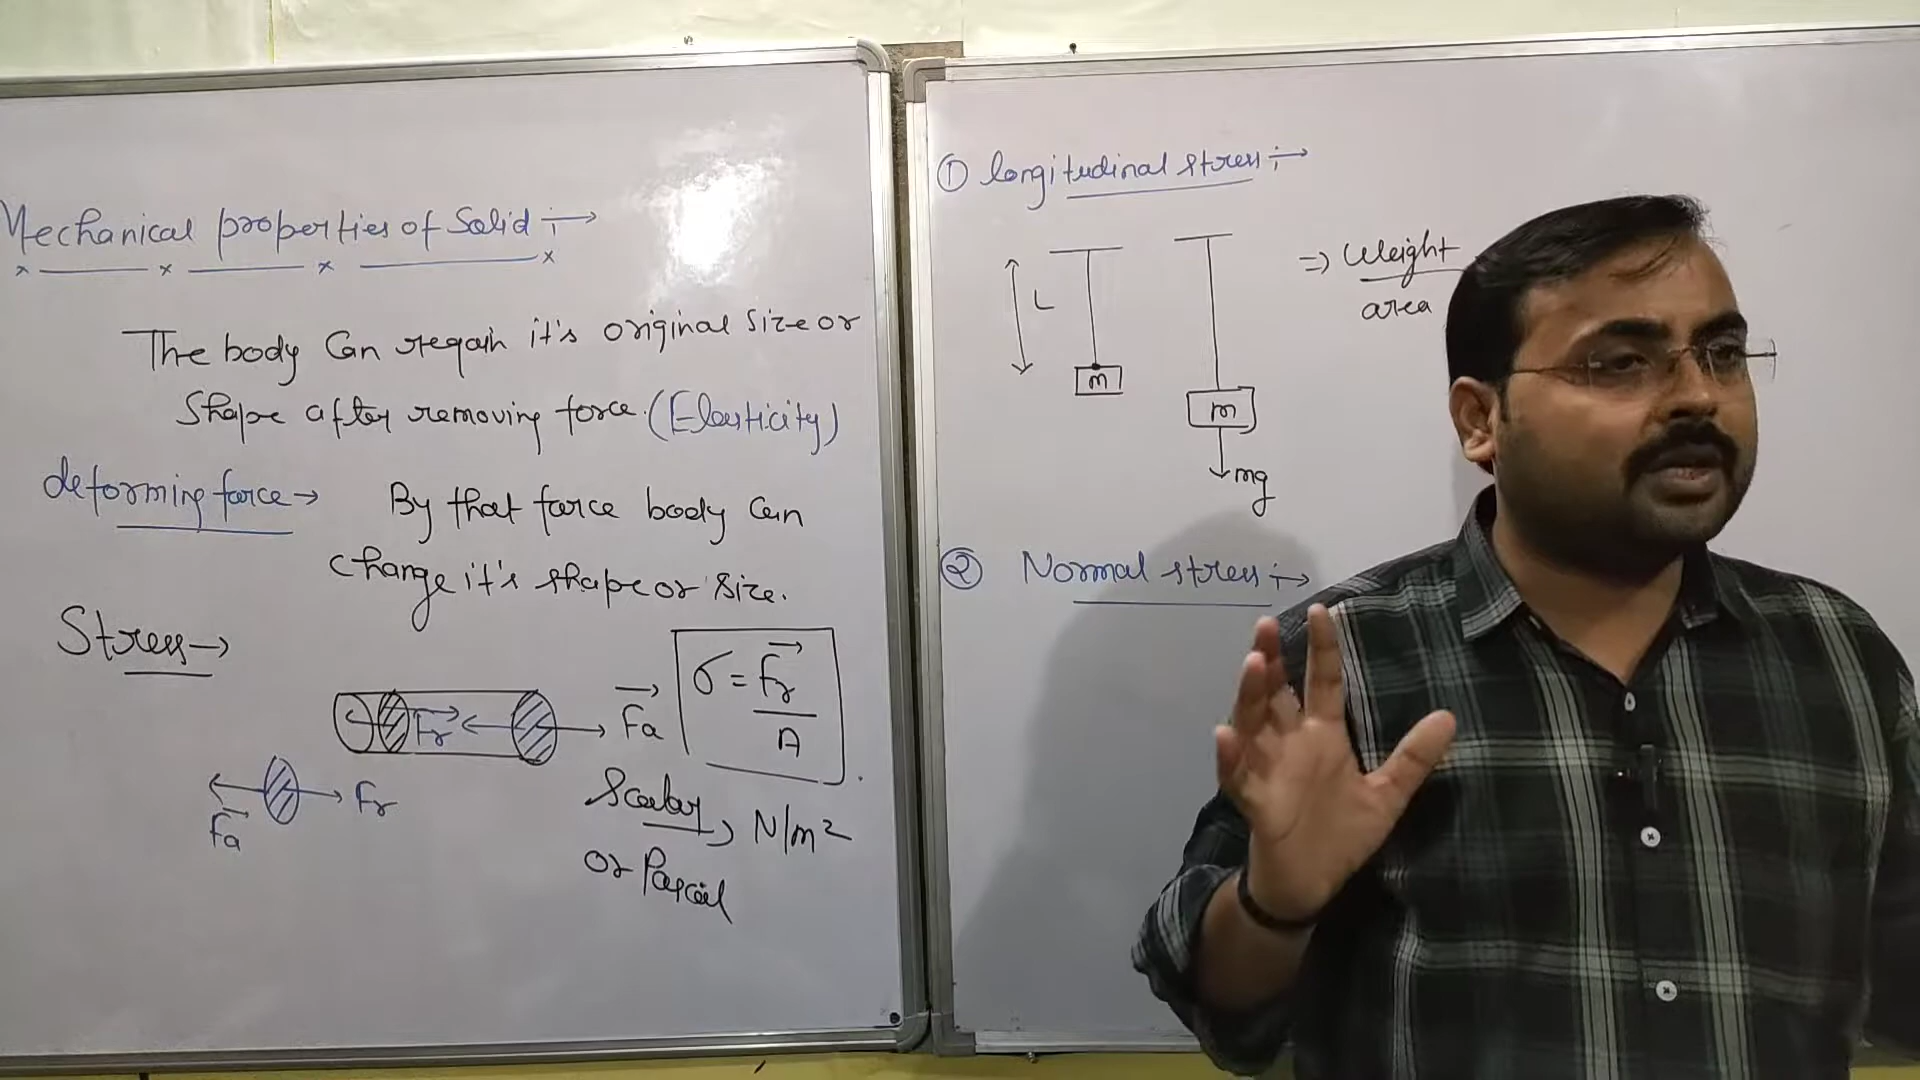 Mechanical properties of Solid :→
The body Can regain it's original Size or
Shape after removing force. (Elasticity)
deforming force → By that force body can
change it's shape or size.
Stress →
Fr
Fa
σ = Fr
A
Fa
Fr
Scalar → N/m²
or Pascal
① longitudinal stress :→
L
m
m
mg
⇒ Weight
area
② Normal stress :→